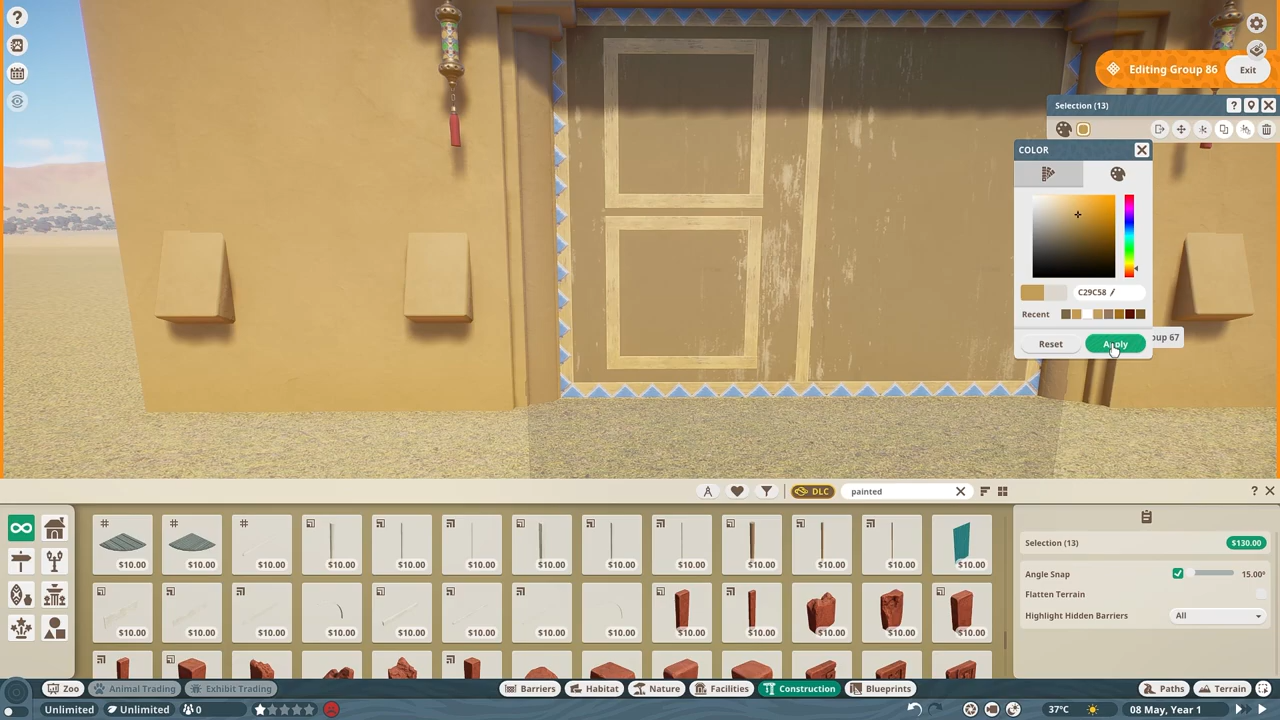 ?
Editing Group 86
Exit
Selection (13)
?
COLOR
C29C58
Recent
Reset
Apply
oup 67
DLC
painted
?
$10.00 $10.00 $10.00 $10.00 $10.00 $10.00 $10.00 $10.00 $10.00 $10.00 $10.00 $10.00 $10.00
$10.00 $10.00 $10.00 $10.00 $10.00 $10.00 $10.00 $10.00 $10.00 $10.00 $10.00 $10.00 $10.00
Selection (13)
$130.00
Angle Snap
15.00°
Flatten Terrain
Highlight Hidden Barriers
All
Zoo
Animal Trading
Exhibit Trading
Barriers
Habitat
Nature
Facilities
Construction
Blueprints
Paths
Terrain
Unlimited
Unlimited
0
37°C
08 May, Year 1